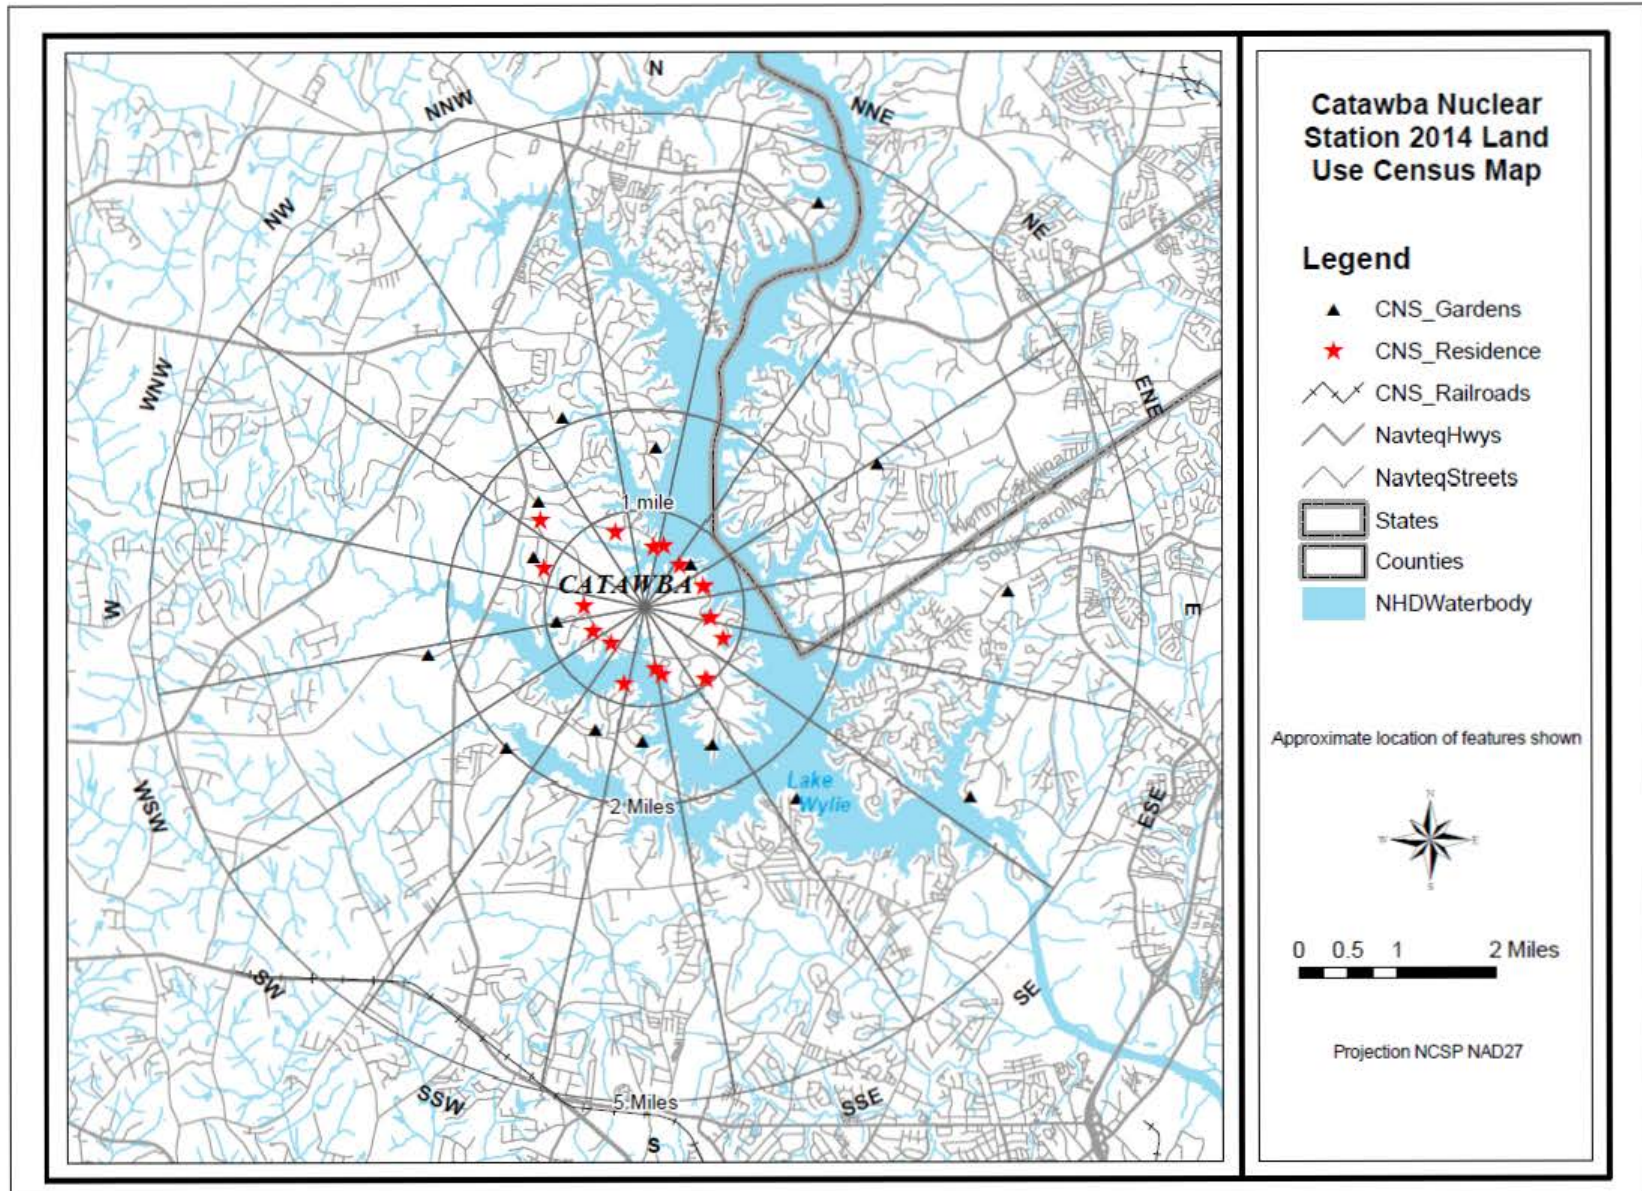 N
NNW
NNE
NW
NE
WNW
ENE
North Carolina
South Carolina
1 mile
CATAWBA
W
E
Lake
Wylie
2 Miles
WSW
ESE
SW
SE
SSW
5 Miles
SSE
S
Catawba Nuclear
Station 2014 Land
Use Census Map
Legend
CNS_Gardens
CNS_Residence
CNS_Railroads
NavteqHwys
NavteqStreets
States
Counties
NHDWaterbody
Approximate location of features shown
N
W E
S
0 0.5 1 2 Miles
Projection NCSP NAD27